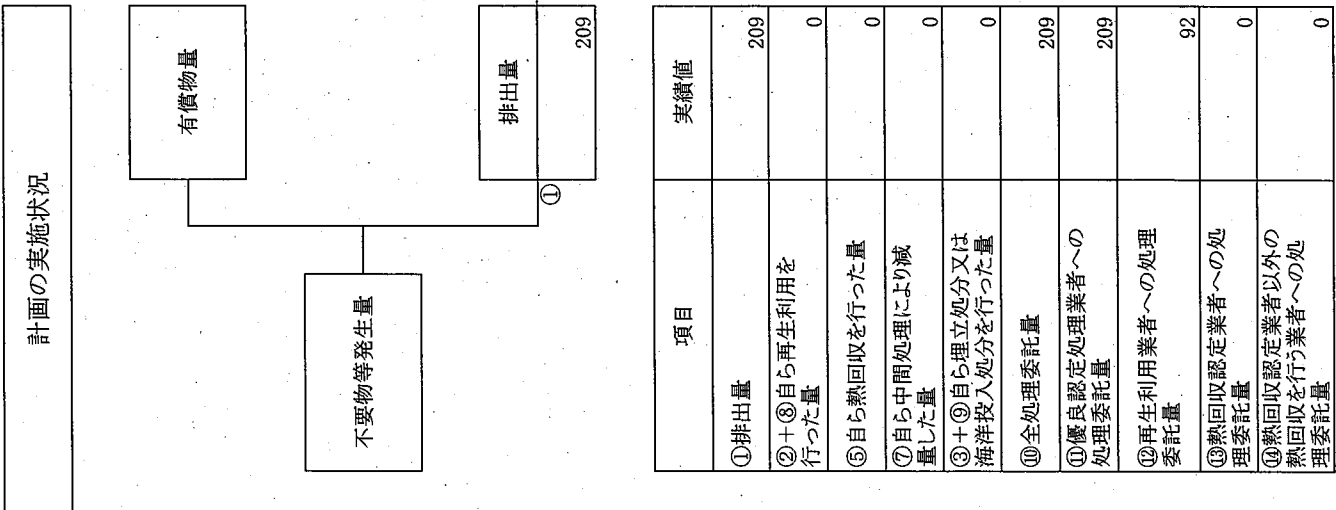 計画の実施状況
有償物量
不要物等発生量
排出量
①
209
項目 実績値
①排出量 209
②+⑧自ら再生利用を
行った量 0
⑤自ら熱回収を行った量 0
⑦自ら中間処理により減
量した量 0
③+⑨自ら埋立処分又は
海洋投入処分を行った量 0
⑩全処理委託量 209
⑪優良認定処理業者への
処理委託量 209
⑫再生利用業者への処理
委託量 92
⑬熱回収認定業者への処
理委託量 0
⑭熱回収認定業者以外の
熱回収を行う業者への処
理委託量 0